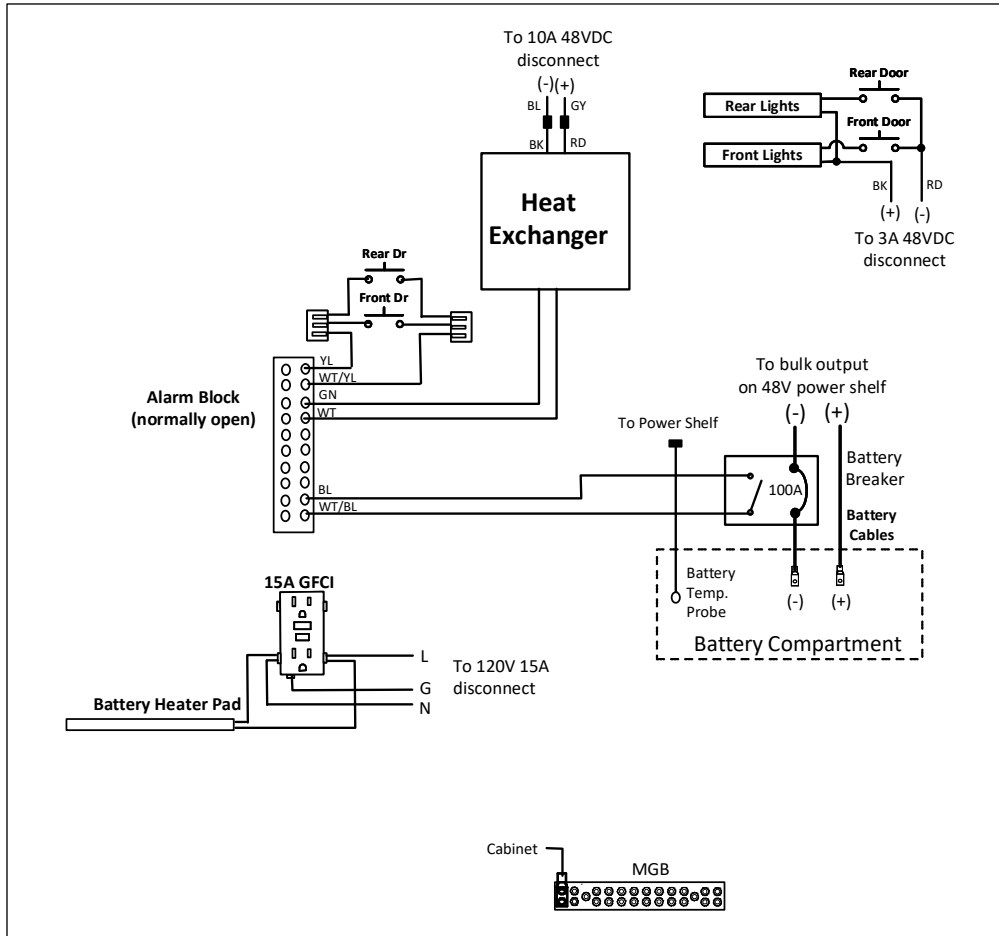 To 10A 48VDC
disconnect
(-) (+)
BL
GY
BK
RD
Heat
Exchanger
Rear Door
Rear Lights
Front Door
Front Lights
BK
RD
(+)
(-)
To 3A 48VDC
disconnect
Rear Dr
Front Dr
Alarm Block
(normally open)
YL
WT/YL
GN
WT
BL
WT/BL
To bulk output
on 48V power shelf
(-)
(+)
To Power Shelf
Battery
Breaker
100A
Battery
Cables
Battery
Temp.
Probe
(-)
(+)
Battery Compartment
15A GFCI
L
G
N
To 120V 15A
disconnect
Battery Heater Pad
Cabinet
MGB